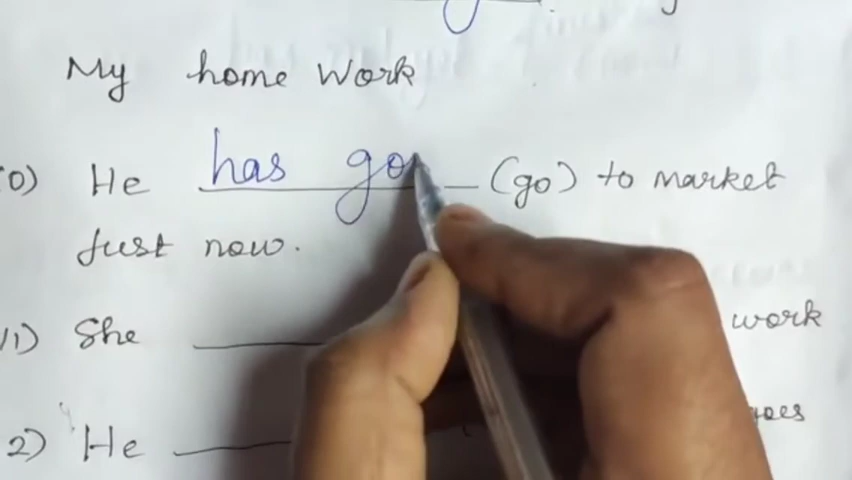 My home work
0) He has go (go) to market
Just now.
11) She work
2) He